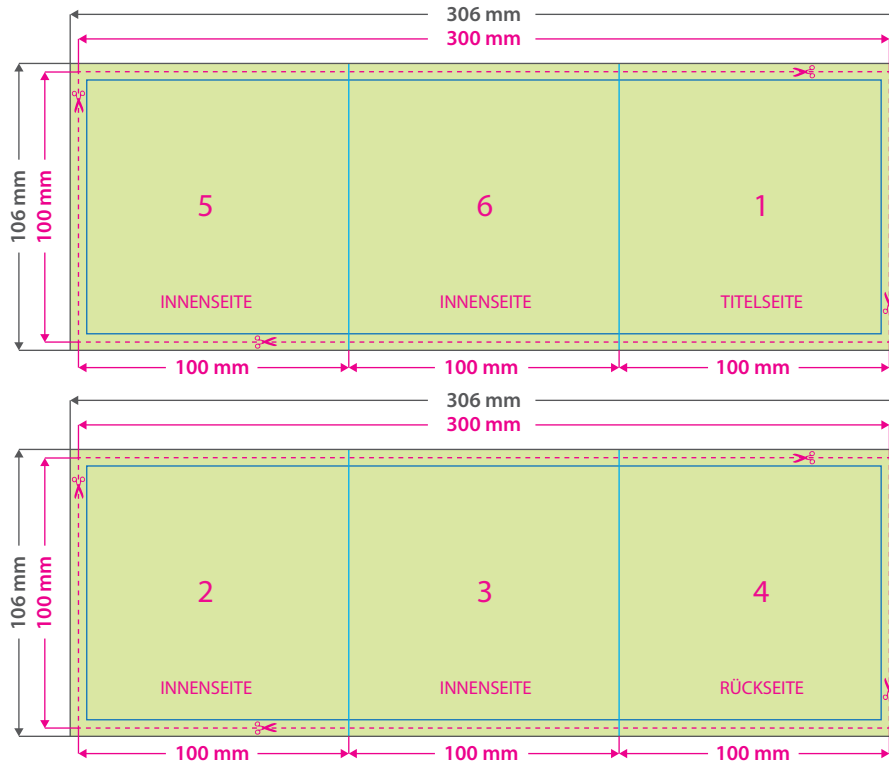 306 mm
300 mm
106 mm
100 mm
5
6
1
INNENSEITE
INNENSEITE
TITELSEITE
100 mm
100 mm
100 mm
306 mm
300 mm
106 mm
100 mm
2
3
4
INNENSEITE
INNENSEITE
RÜCKSEITE
100 mm
100 mm
100 mm